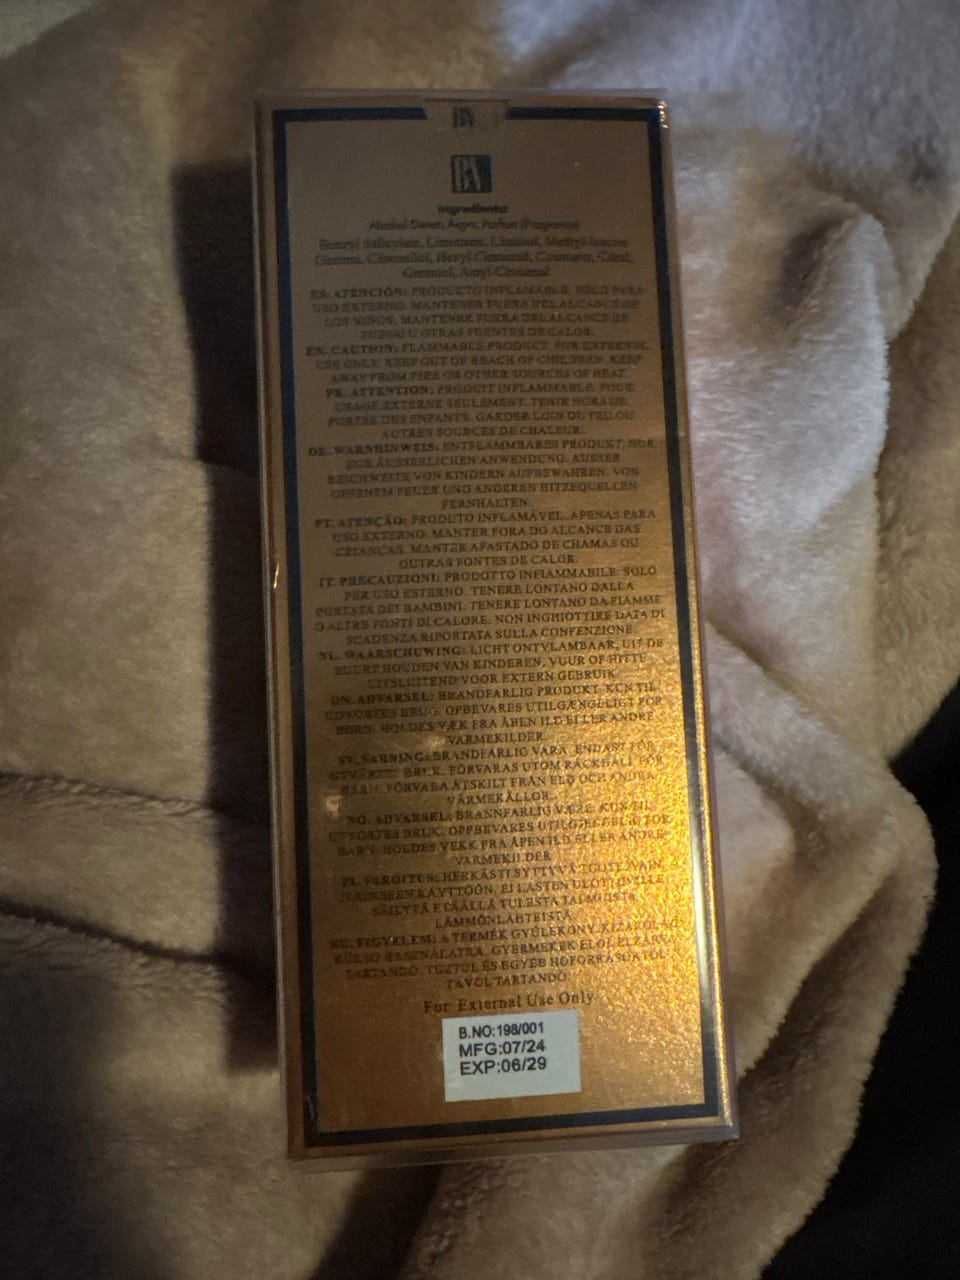 Ingredients:
Alcohol Denat, Aqua, Parfum (Fragrance)
Benzyl Salicylate, Limonene, Linalool, Methyl Ionone
Gamma, Citronellol, Hexyl Cinnamal, Coumarin, Citral,
Geraniol, Amyl Cinnamal
ES. ATENCIÓN: PRODUCTO INFLAMABLE. SOLO PARA
USO EXTERNO. MANTENER FUERA DEL ALCANCE DE
LOS NIÑOS. MANTENER FUERA DEL ALCANCE DE
FUEGO U OTRAS FUENTES DE CALOR.
EN. CAUTION: FLAMMABLE PRODUCT. FOR EXTERNAL
USE ONLY. KEEP OUT OF REACH OF CHILDREN. KEEP
AWAY FROM FIRE OR OTHER SOURCES OF HEAT.
FR. ATTENTION: PRODUIT INFLAMMABLE. POUR
USAGE EXTERNE SEULEMENT. TENIR HORS DE
PORTÉE DES ENFANTS. GARDER LOIN DU FEU OU
AUTRES SOURCES DE CHALEUR.
DE. WARNHINWEIS: ENTFLAMMBARES PRODUKT. NUR
ZUR ÄUSSERLICHEN ANWENDUNG. AUSSER
REICHWEITE VON KINDERN AUFBEWAHREN. VON
OFFENEM FEUER UND ANDEREN HITZEQUELLEN
FERNHALTEN.
PT. ATENÇÃO: PRODUTO INFLAMÁVEL. APENAS PARA
USO EXTERNO. MANTER FORA DO ALCANCE DAS
CRIANÇAS. MANTER AFASTADO DE CHAMAS OU
OUTRAS FONTES DE CALOR.
IT. PRECAUZIONI: PRODOTTO INFIAMMABILE. SOLO
PER USO ESTERNO. TENERE LONTANO DALLA
PORTATA DEI BAMBINI. TENERE LONTANO DA FIAMME
O ALTRE FONTI DI CALORE. NON INGHIOTTIRE DATA DI
SCADENZA RIPORTATA SULLA CONFENZIONE
NL. WAARSCHUWING: LICHT ONTVLAMBAAR, UIT DE
BUURT HOUDEN VAN KINDEREN, VUUR OF HITTE
UITSLUITEND VOOR EXTERN GEBRUIK.
DN. ADVARSEL: BRANDFARLIG PRODUKT. KUN TIL
UDVORTES BRUG. OPBEVARES UTILGÆNGELIGT FOR
BØRN. HOLDES VÆK FRA ÅBEN ILD ELLER ANDRE
VARMEKILDER.
SV. VARNING: BRANDFARLIG VARA. ENDAST FÖR
UTVÄRTES BRUK. FÖRVARAS UTOM RÄCKHÅLL FÖR
BARN. FÖRVARA ÅTSKILT FRÅN ELD OCH ANDRA
VÄRMEKÄLLOR.
NO. ADVARSEL: BRANNFARLIG VÆRE. KUN TIL
UTVORTES BRUK. OPPBEVARES UTILGJENGELIG FOR
BARN. HOLDES VEKK FRA ÅPEN ILD ELLER ANDRE
VARMEKILDER
FI. VAROITUS: HERKÄSTI SYTTYVÄ TUOTE. VAIN
ULKOISEEN KÄYTTÖÖN. EI LASTEN ULOTTUVILLE
SÄILYTÄ ETÄÄLLÄ TULESTA TAI MUISTA
LÄMMÖNLÄHTEISTÄ.
HU. FIGYELEM: A TERMÉK GYÚLÉKONY. KIZÁRÓLAG
KÜLSŐ HASZNÁLATRA. GYERMEKEK ELŐL ELZÁRVA
TARTANDÓ. TŰZTŐL ÉS EGYÉB HŐFORRÁSOKTÓL
TÁVOL TARTANDÓ.
For External Use Only
B.NO:198/001
MFG:07/24
EXP:06/29